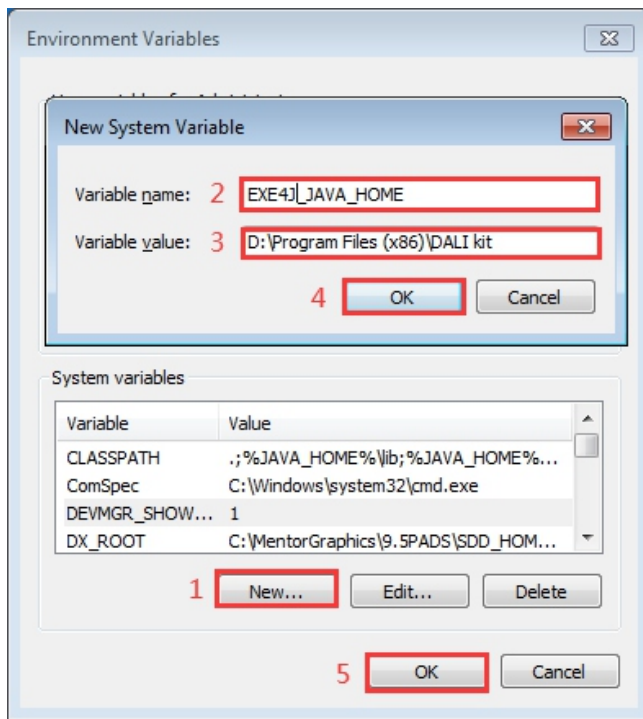 Environment Variables
New System Variable
Variable name: 2 EXE4J_JAVA_HOME
Variable value: 3 D:\Program Files (x86)\DALI kit
4 OK Cancel
System variables
Variable Value
CLASSPATH .;%JAVA_HOME%\lib;%JAVA_HOME%...
ComSpec C:\Windows\system32\cmd.exe
DEVMGR_SHOW... 1
DX_ROOT C:\MentorGraphics\9.5PADS\SDD_HOM...
1 New... Edit... Delete
5 OK Cancel